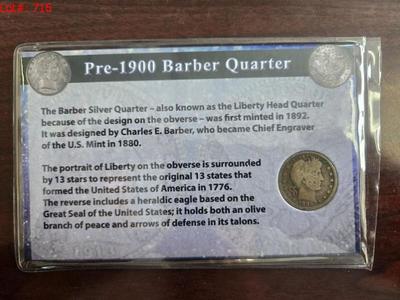 Lot#: 715
Pre-1900 Barber Quarter
The Barber Silver Quarter – also known as the Liberty Head Quarter
because of the design on the obverse – was first minted in 1892.
It was designed by Charles E. Barber, who became Chief Engraver
of the U.S. Mint in 1880.
The portrait of Liberty on the obverse is surrounded
by 13 stars to represent the original 13 states that
formed the United States of America in 1776.
The reverse includes a heraldic eagle based on the
Great Seal of the United States; it holds both an olive
branch of peace and arrows of defense in its talons.